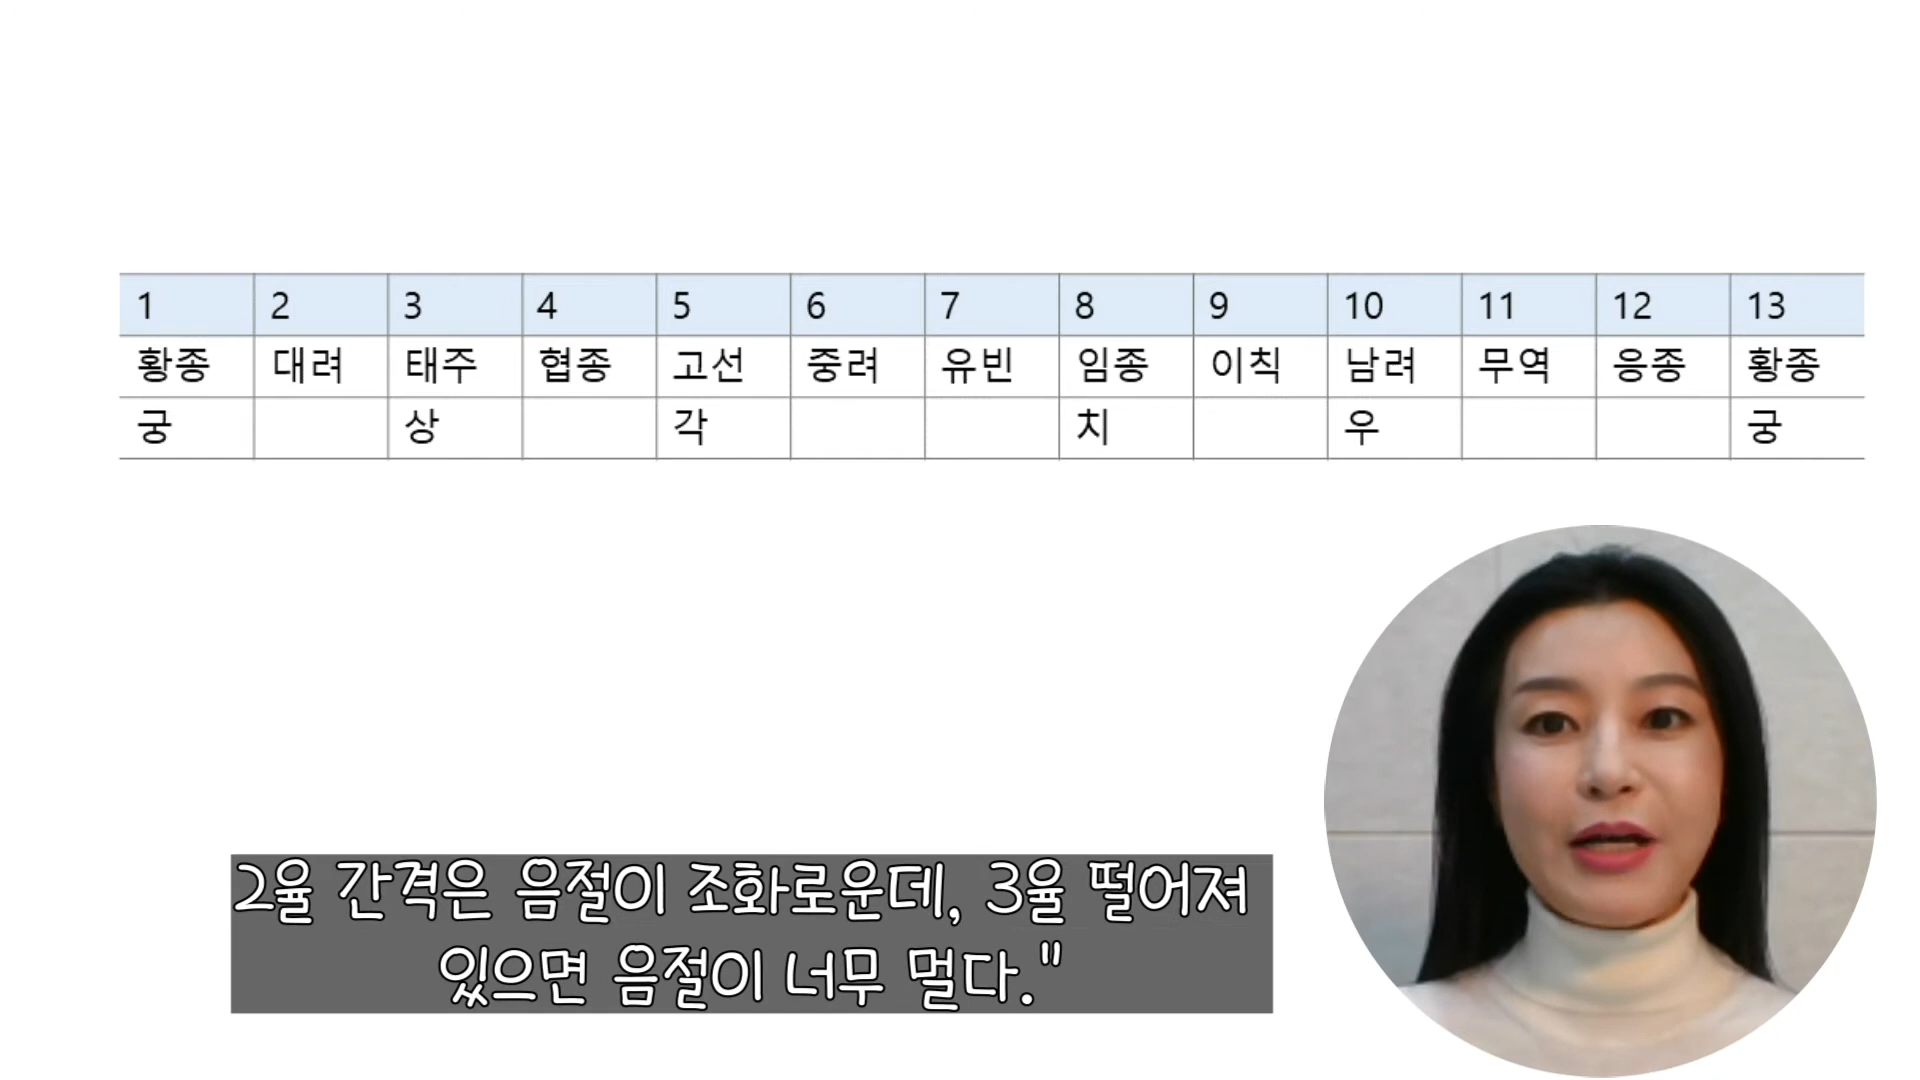 1 2 3 4 5 6 7 8 9 10 11 12 13
황종 대려 태주 협종 고선 중려 유빈 임종 이칙 남려 무역 응종 황종
궁 상 각 치 우 궁
2율 간격은 음절이 조화로운데, 3율 떨어져
있으면 음절이 너무 멀다."